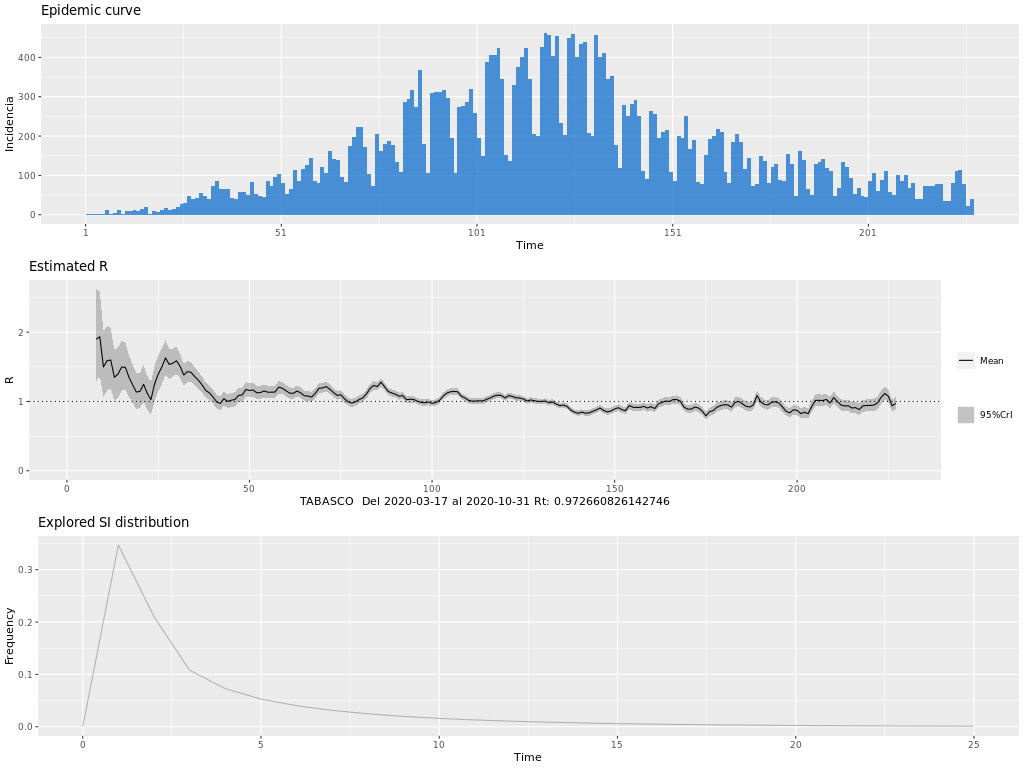 Epidemic curve
Incidencia
400
300
200
100
0
1
51
101
151
201
Time
Estimated R
R
2
1
0
Mean
95%CrI
0
50
100
150
200
TABASCO  Del 2020-03-17 al 2020-10-31 Rt: 0.972660826142746
Explored SI distribution
Frequency
0.3
0.2
0.1
0.0
0
5
10
15
20
25
Time